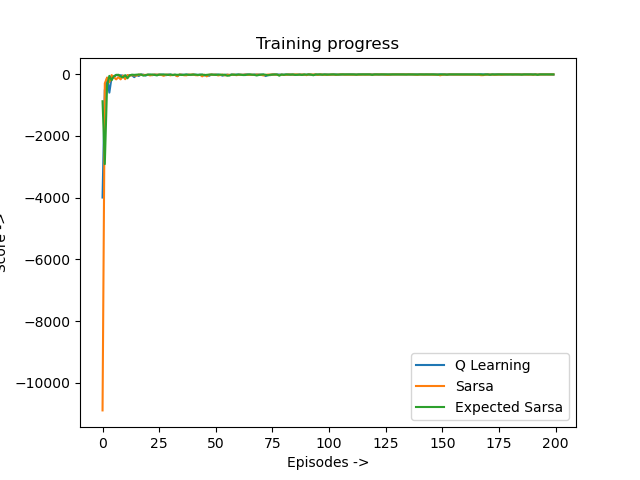 Training progress
Score ->
0
−2000
−4000
−6000
−8000
−10000
0 25 50 75 100 125 150 175 200
Episodes ->
Q Learning
Sarsa
Expected Sarsa